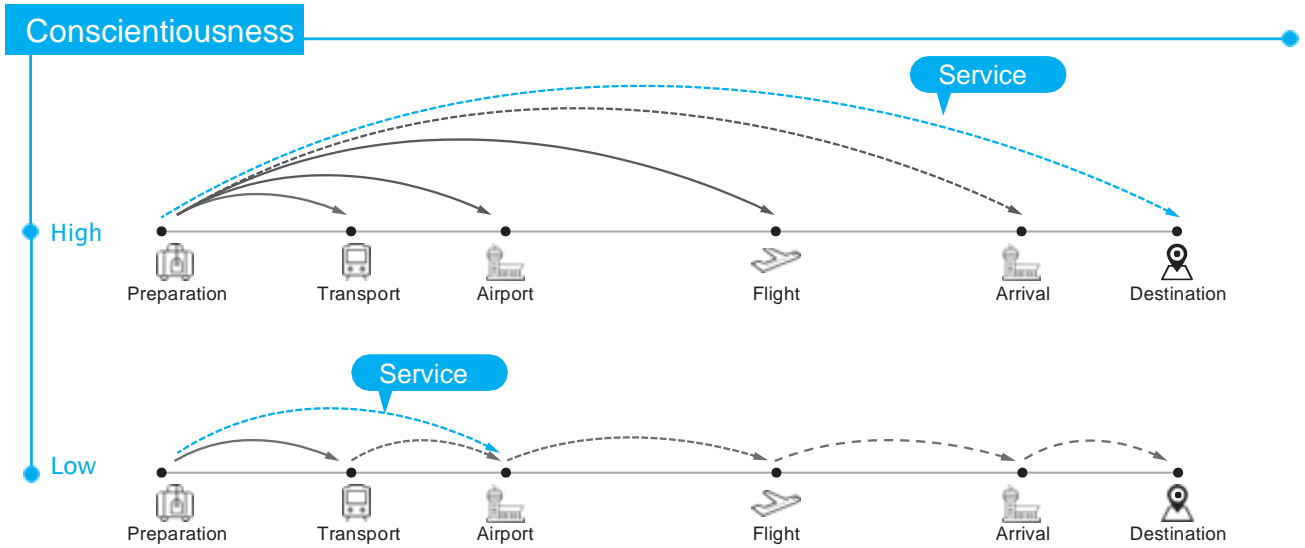 Conscientiousness
Service
High
Preparation
Transport
Airport
Flight
Arrival
Destination
Service
Low
Preparation
Transport
Airport
Flight
Arrival
Destination